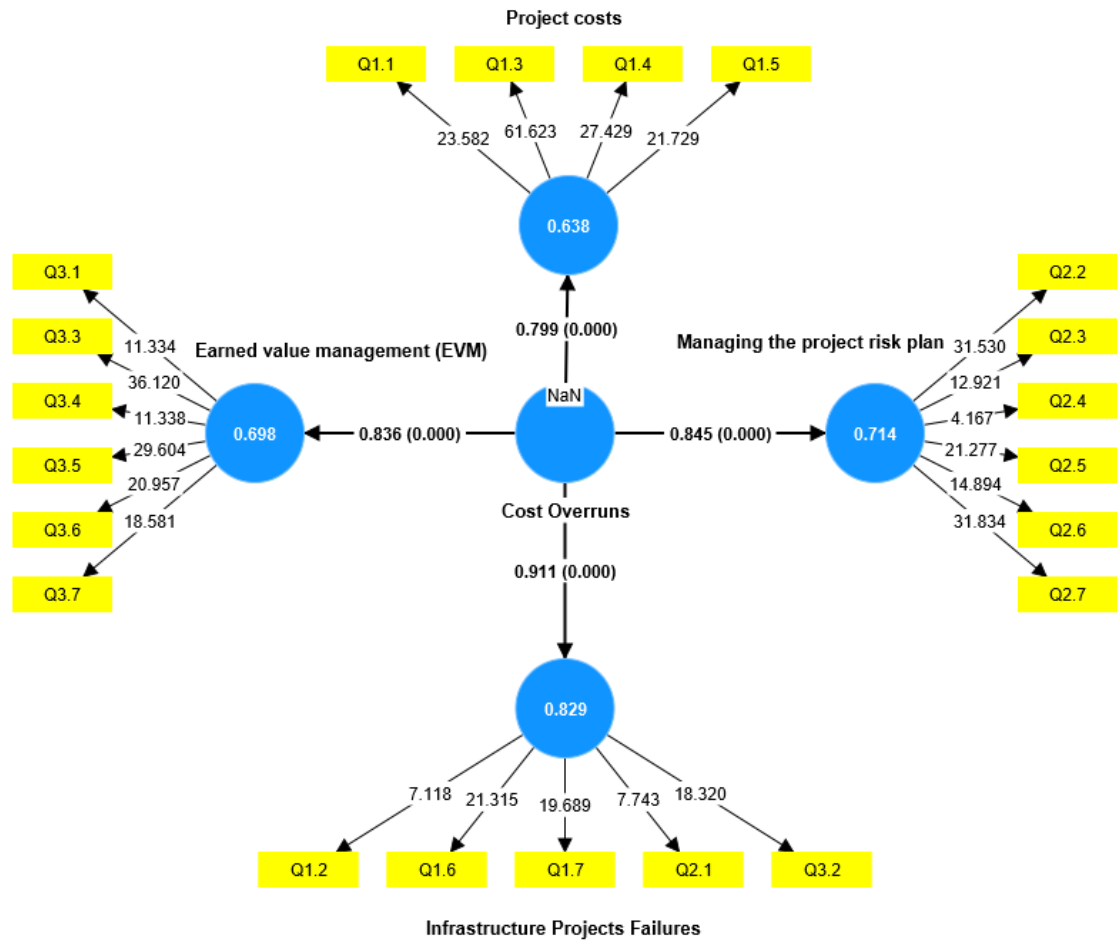 Project costs
Q1.1
Q1.3
Q1.4
Q1.5
23.582
61.623
27.429
21.729
0.638
Q3.1
Q3.3
Q3.4
Q3.5
Q3.6
Q3.7
11.334
36.120
11.338
29.604
20.957
18.581
Earned value management (EVM)
0.698
0.836 (0.000)
0.799 (0.000)
NaN
Cost Overruns
0.845 (0.000)
Managing the project risk plan
0.714
31.530
12.921
4.167
21.277
14.894
31.834
Q2.2
Q2.3
Q2.4
Q2.5
Q2.6
Q2.7
0.911 (0.000)
0.829
7.118
21.315
19.689
7.743
18.320
Q1.2
Q1.6
Q1.7
Q2.1
Q3.2
Infrastructure Projects Failures